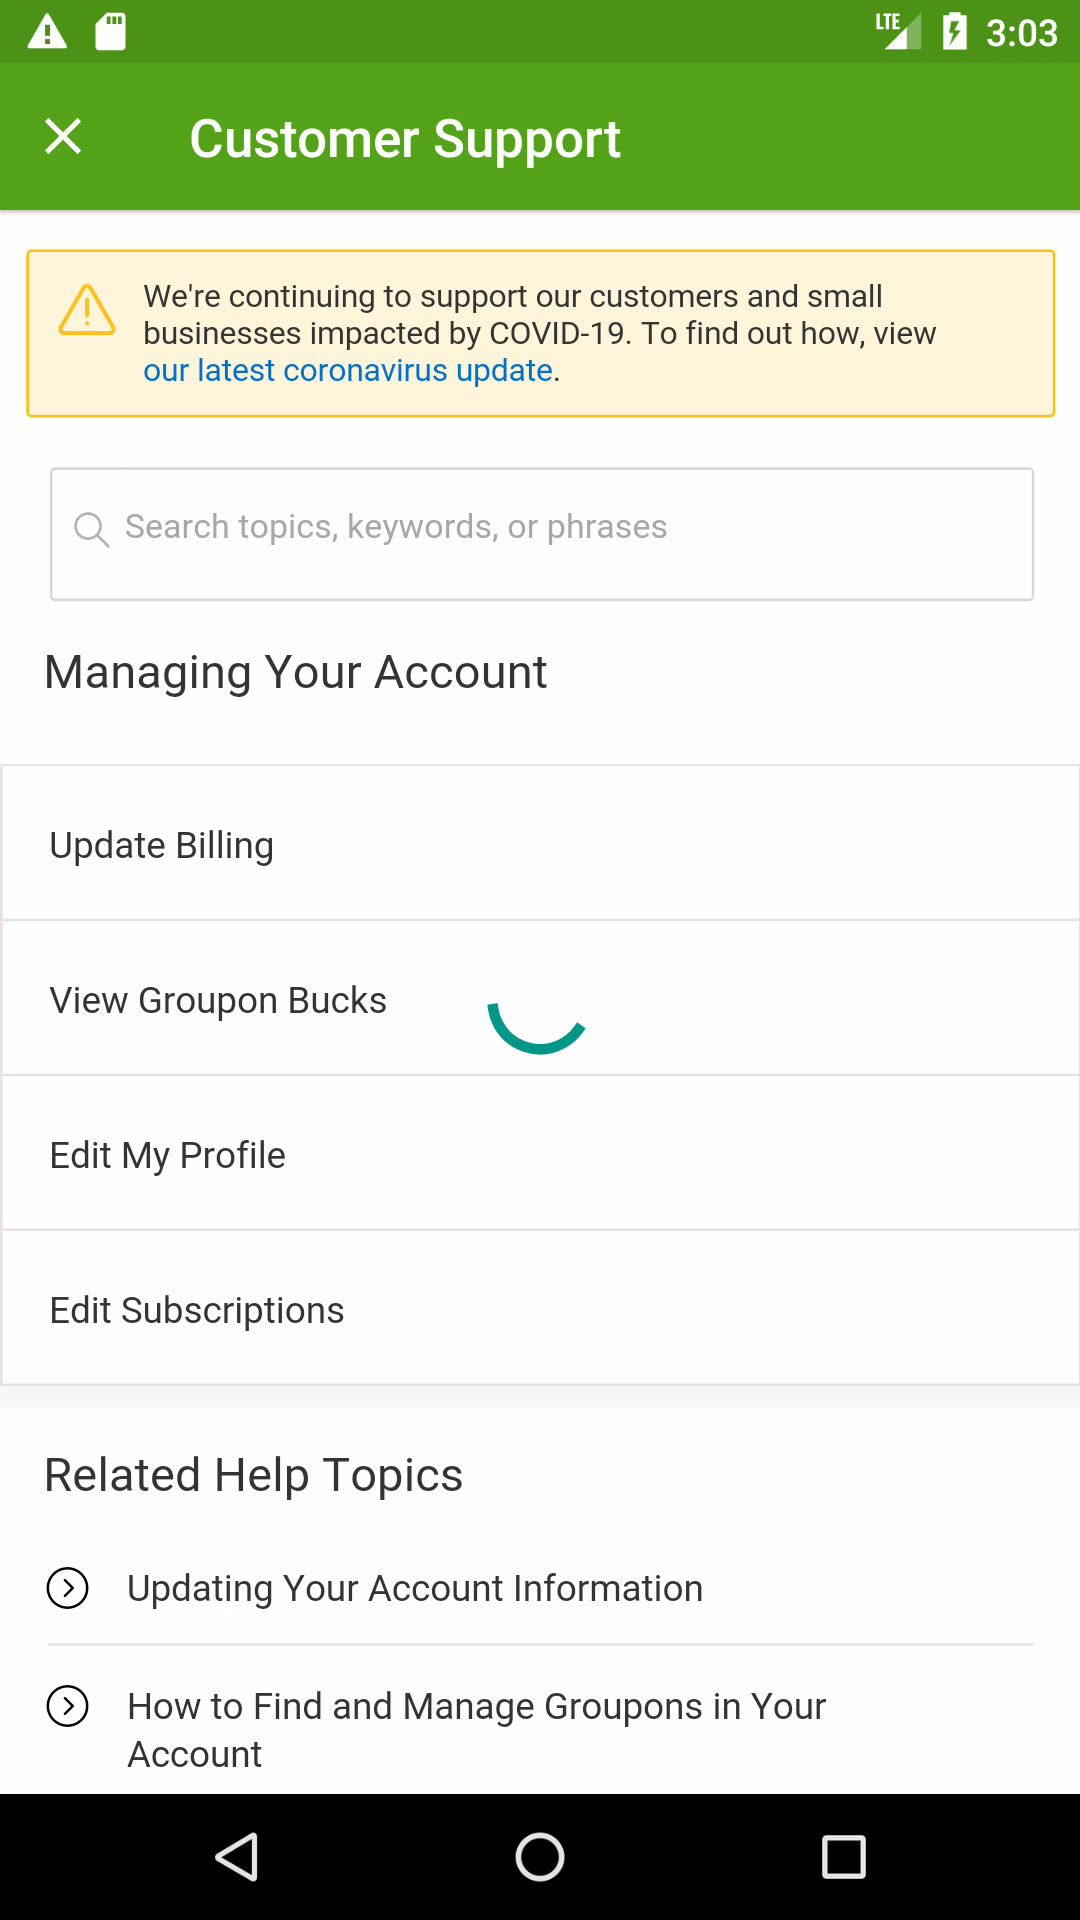 LTE 3:03
Customer Support
We're continuing to support our customers and small
businesses impacted by COVID-19. To find out how, view
our latest coronavirus update.
Search topics, keywords, or phrases
Managing Your Account
Update Billing
View Groupon Bucks
Edit My Profile
Edit Subscriptions
Related Help Topics
Updating Your Account Information
How to Find and Manage Groupons in Your
Account